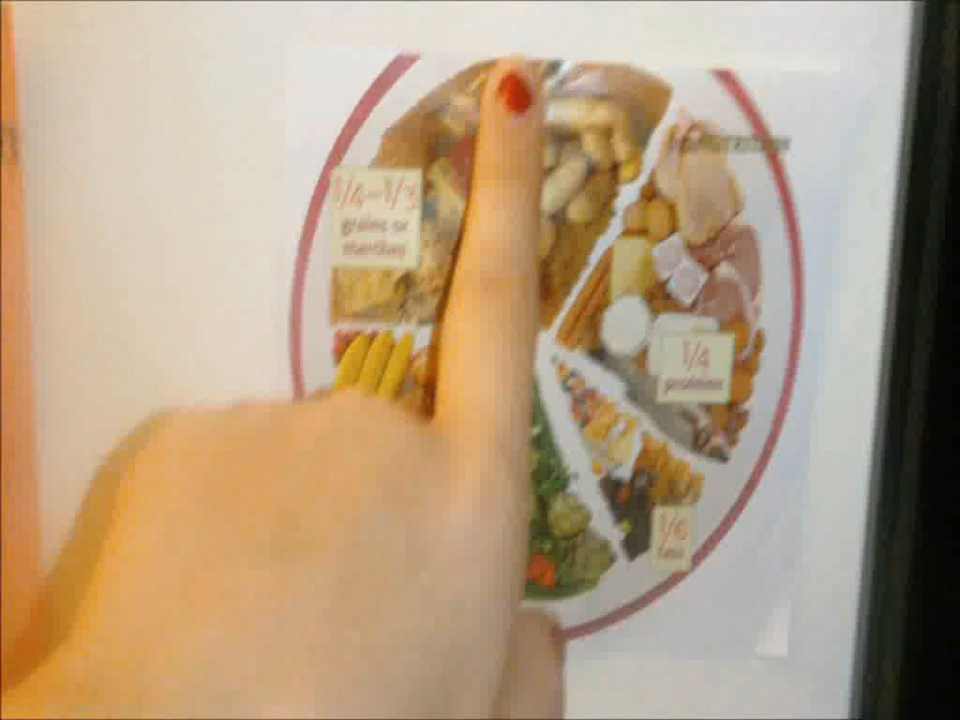 1/4–1/3
grains or
starches
1/4
proteins
1/6
fats